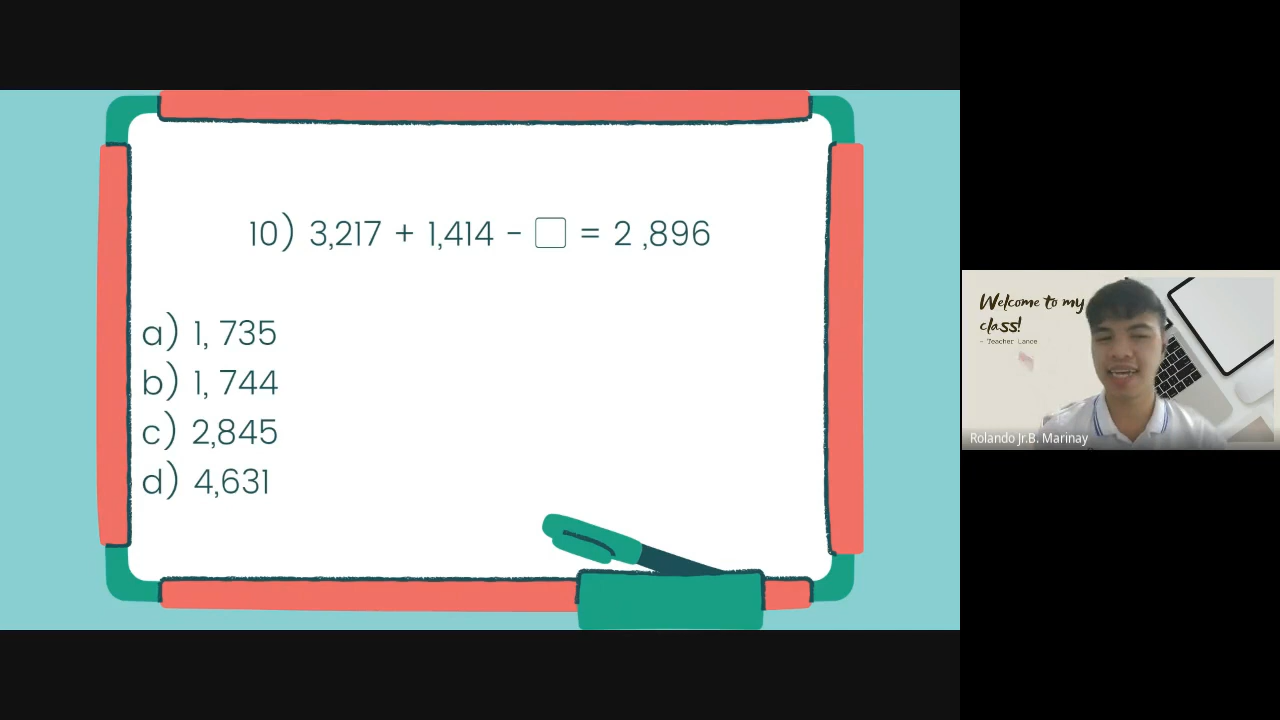 10) 3,217 + 1,414 - □ = 2 ,896
a) 1, 735
b) 1, 744
c) 2,845
d) 4,631
Welcome to my
class!
- Teacher Lance
Rolando Jr.B. Marinay